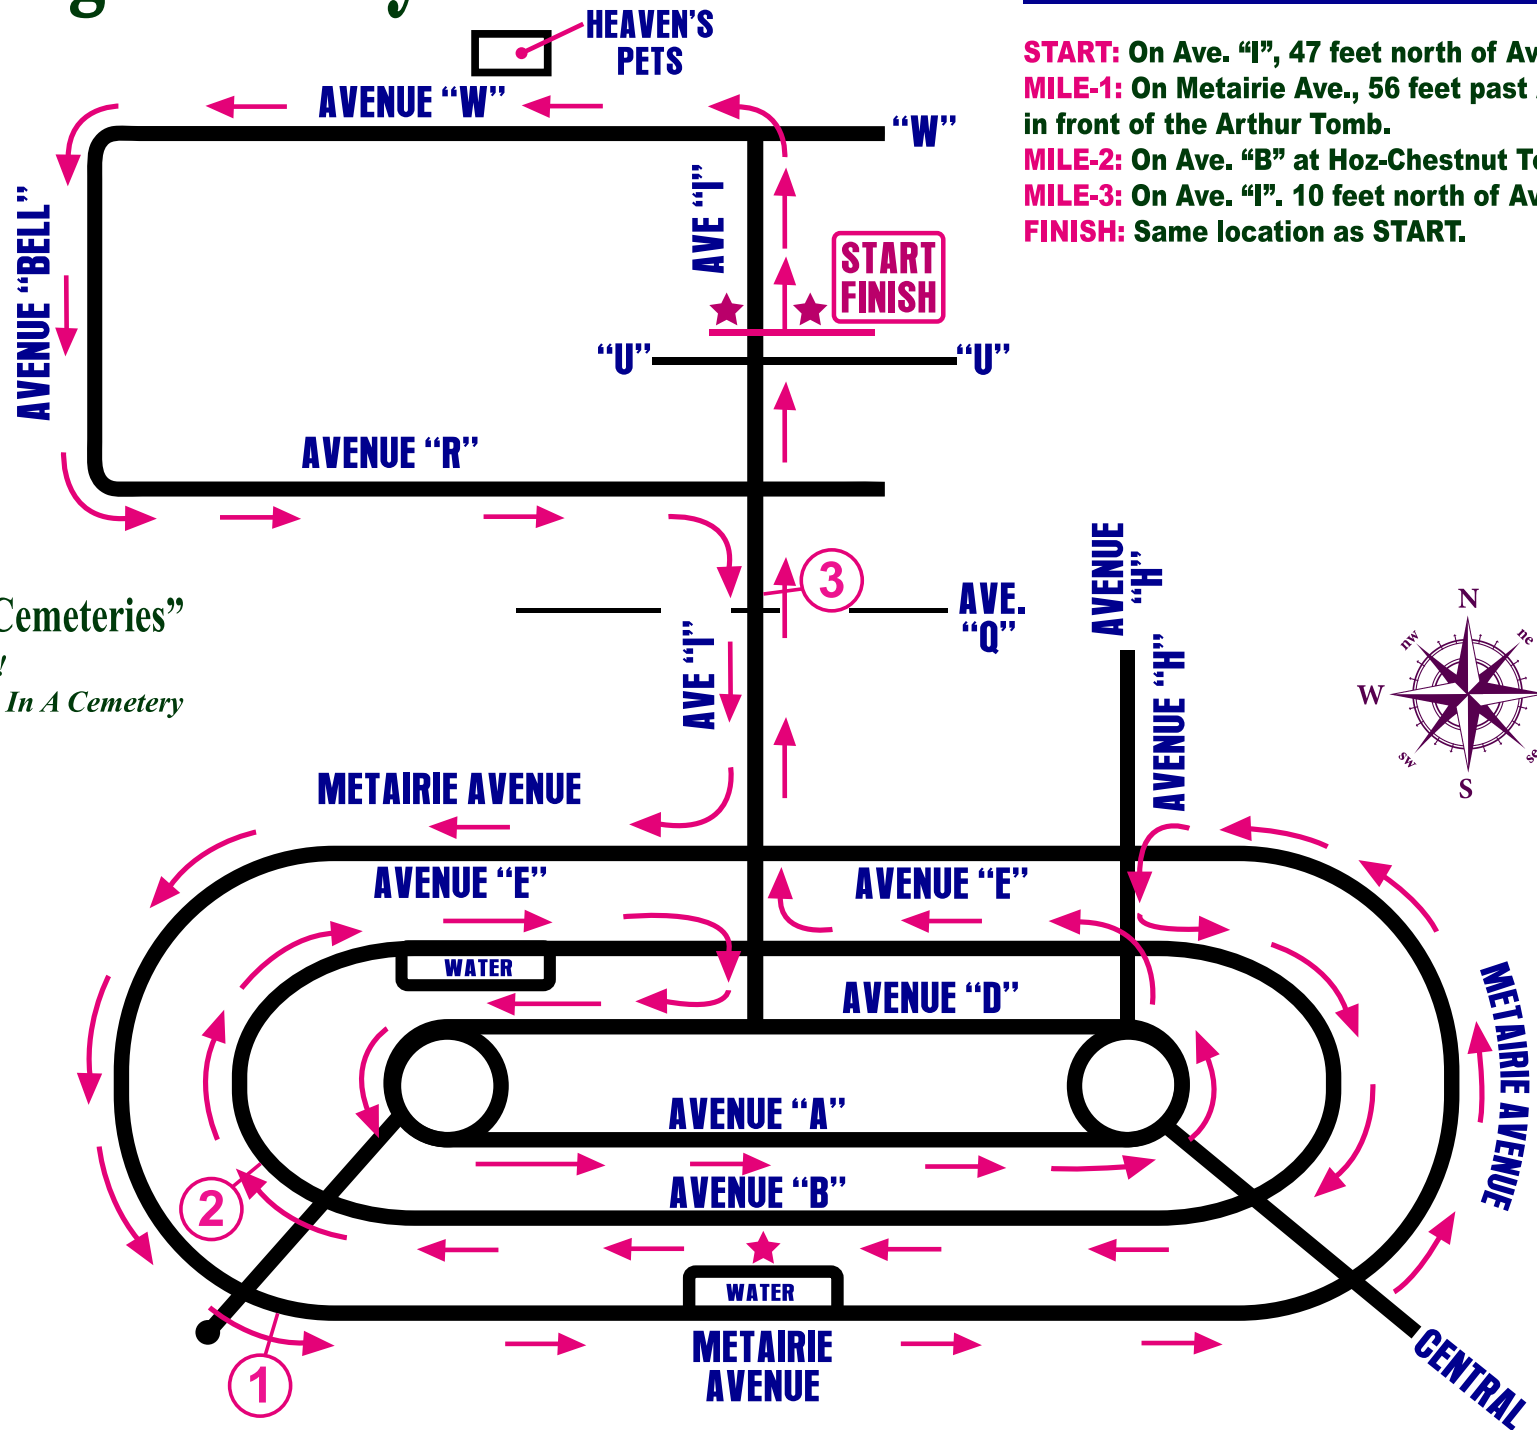 HEAVEN'S
PETS
AVENUE “W”
“W”
START: On Ave. “I”, 47 feet north of
MILE-1: On Metairie Ave., 56 feet past
in front of the Arthur Tomb.
MILE-2: On Ave. “B” at Hoz-Chestnut
MILE-3: On Ave. “I”. 10 feet north of
FINISH: Same location as START.
AVE “I”
AVENUE “BELL”
START
FINISH
“U”
“U”
AVENUE “R”
3
AVE.
“Q”
AVENUE
“H”
Cemeteries”
!
In A Cemetery
AVE “I”
AVENUE “H”
N
nw
ne
W
sw
se
S
METAIRIE AVENUE
AVENUE “E”
AVENUE “E”
WATER
AVENUE “D”
METAIRIE AVENUE
AVENUE “A”
AVENUE “B”
2
WATER
METAIRIE
AVENUE
1
CENTRAL